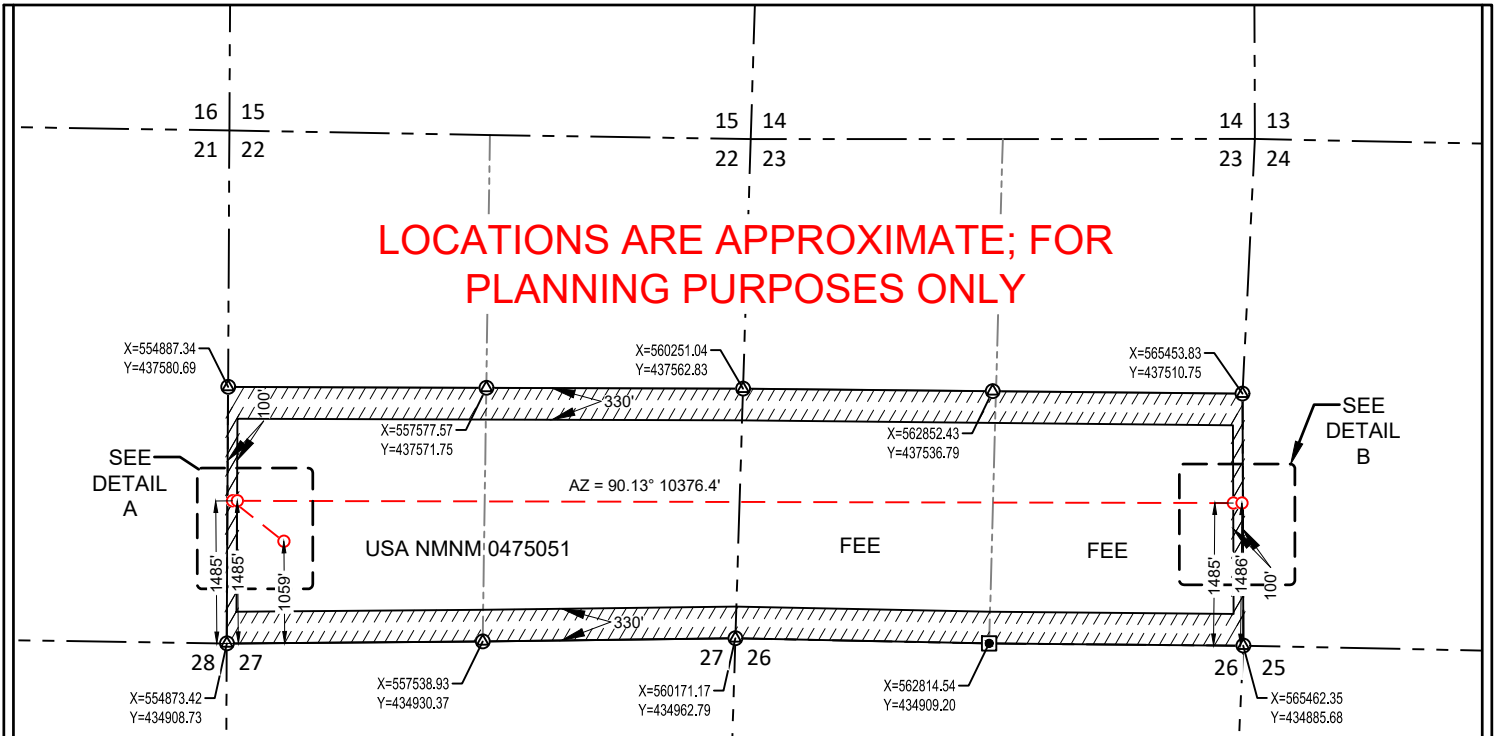 16 15
15 14
14 13
21 22
22 23
23 24
LOCATIONS ARE APPROXIMATE; FOR
PLANNING PURPOSES ONLY
X=554887.34
Y=437580.69
X=560251.04
Y=437562.83
X=565453.83
Y=437510.75
100'
330'
X=557577.57
Y=437571.75
X=562852.43
Y=437536.79
SEE
DETAIL
A
SEE
DETAIL
B
AZ = 90.13° 10376.4'
USA NMNM 0475051
FEE
FEE
1485'
1485'
1059'
1485'
1486'
100'
330'
28 27
27 26
26 25
X=554873.42
Y=434908.73
X=557538.93
Y=434930.37
X=560171.17
Y=434962.79
X=562814.54
Y=434909.20
X=565462.35
Y=434885.68